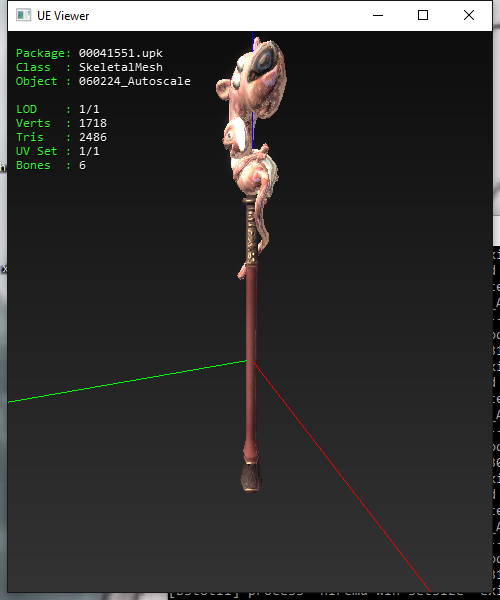 UE Viewer
Package: 00041551.upk
Class : SkeletalMesh
Object : 060224_Autoscale
LOD : 1/1
Verts : 1718
Tris : 2486
UV Set : 1/1
Bones : 6